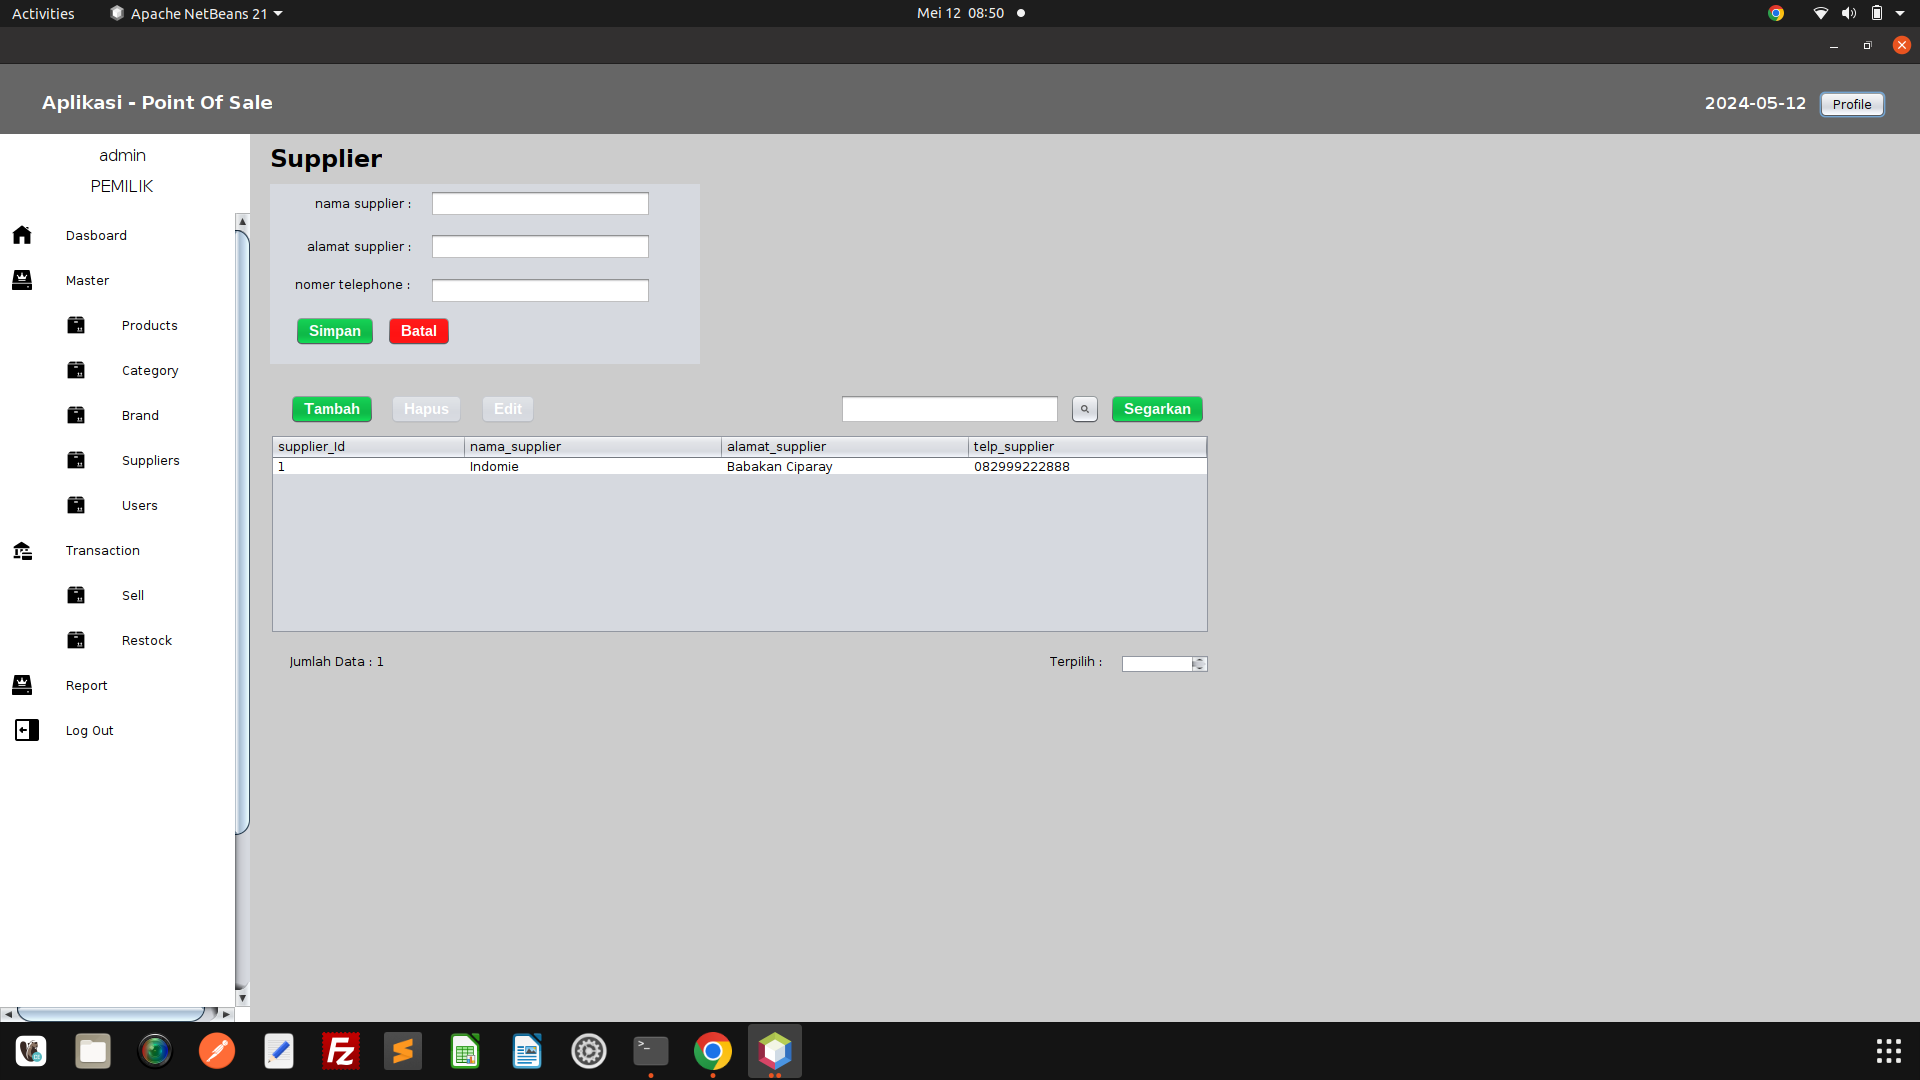 Activities
Apache NetBeans 21
Mei 12 08:50
Aplikasi - Point Of Sale
2024-05-12
Profile
admin
PEMILIK
Dasboard
Master
Products
Category
Brand
Suppliers
Users
Transaction
Sell
Restock
Report
Log Out
Supplier
nama supplier :
alamat supplier :
nomer telephone :
Simpan Batal
Tambah Hapus Edit Segarkan
supplier_Id nama_supplier alamat_supplier telp_supplier
1 Indomie Babakan Ciparay 082999222888
Jumlah Data : 1 Terpilih :